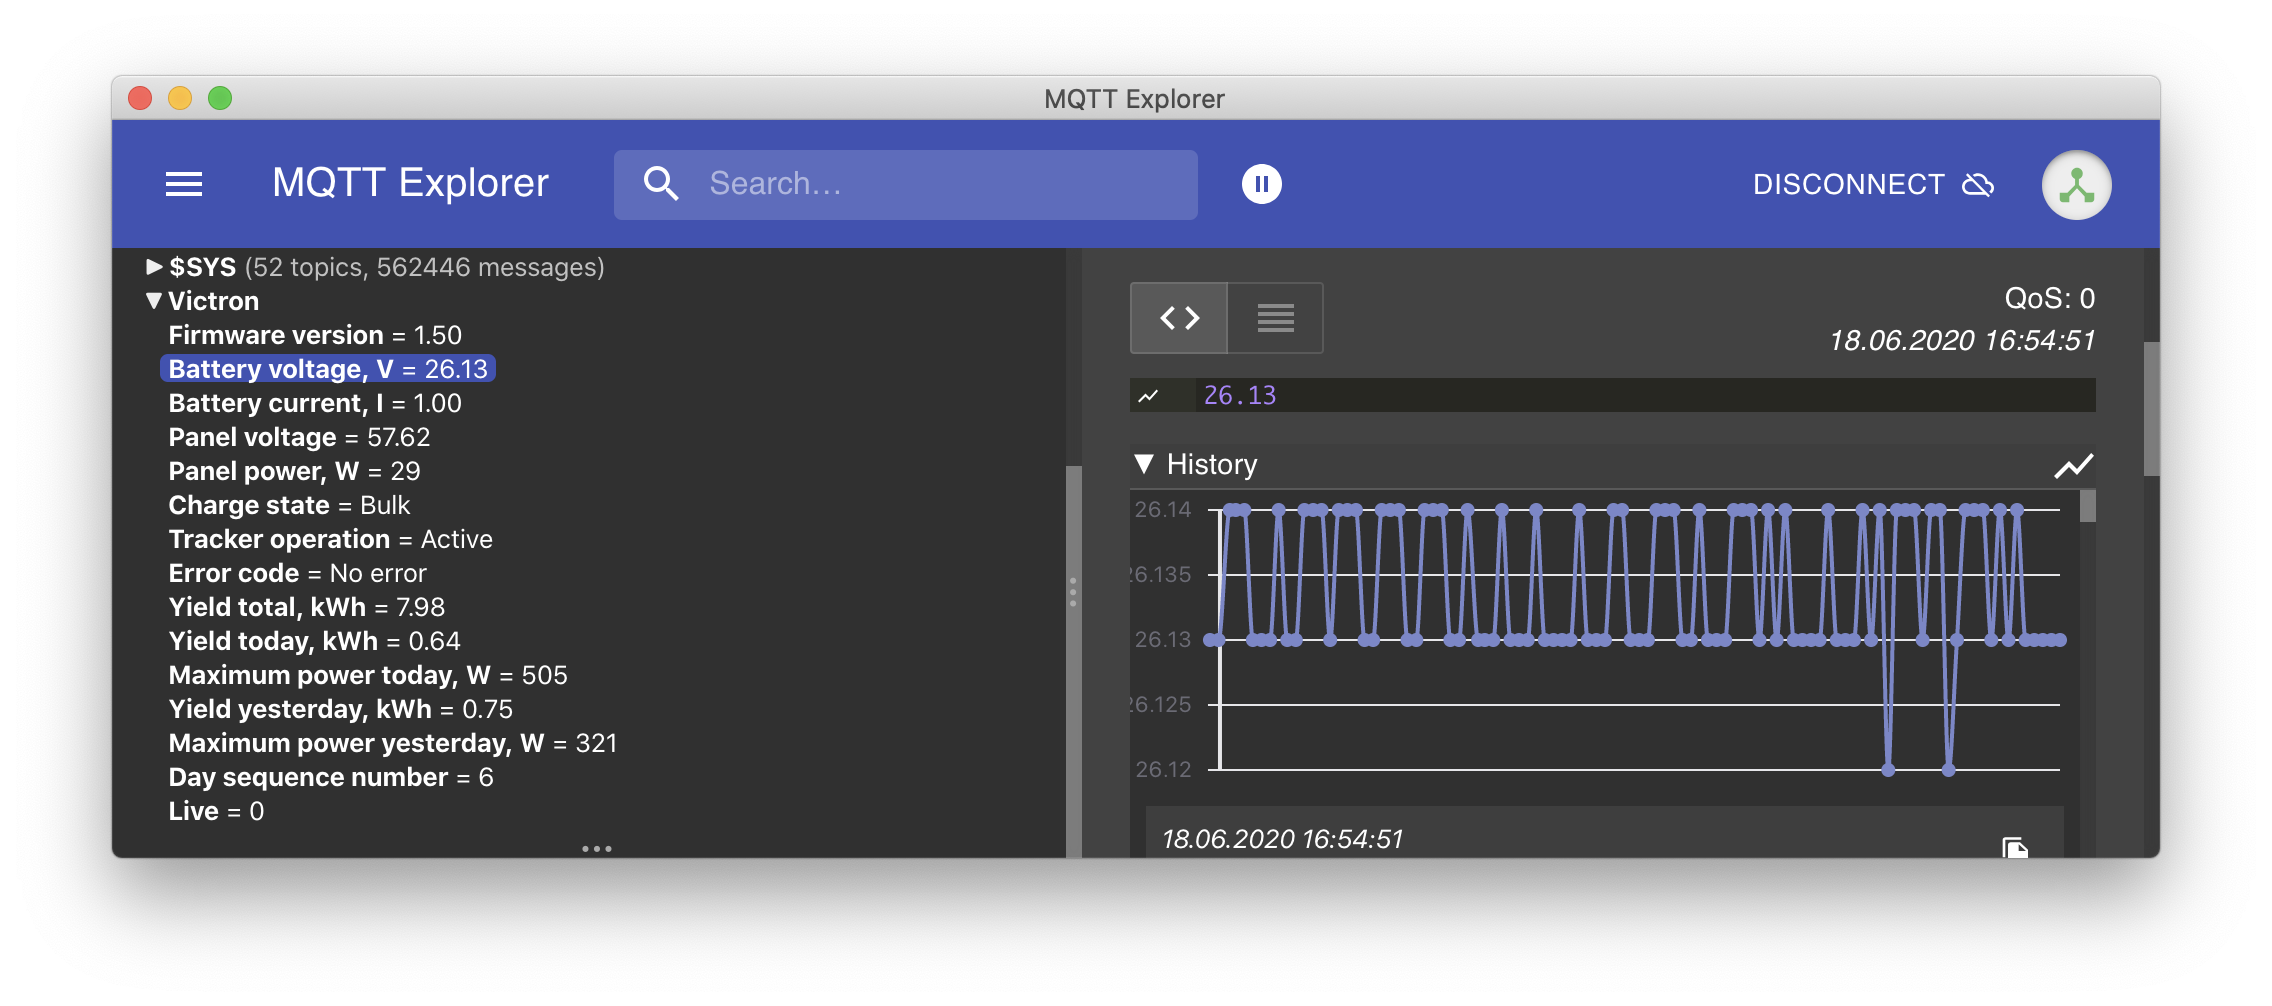 MQTT Explorer
MQTT Explorer
Search…
DISCONNECT
$SYS (52 topics, 562446 messages)
Victron
Firmware version = 1.50
Battery voltage, V = 26.13
Battery current, I = 1.00
Panel voltage = 57.62
Panel power, W = 29
Charge state = Bulk
Tracker operation = Active
Error code = No error
Yield total, kWh = 7.98
Yield today, kWh = 0.64
Maximum power today, W = 505
Yield yesterday, kWh = 0.75
Maximum power yesterday, W = 321
Day sequence number = 6
Live = 0
QoS: 0
18.06.2020 16:54:51
26.13
History
26.14
26.135
26.13
26.125
26.12
18.06.2020 16:54:51